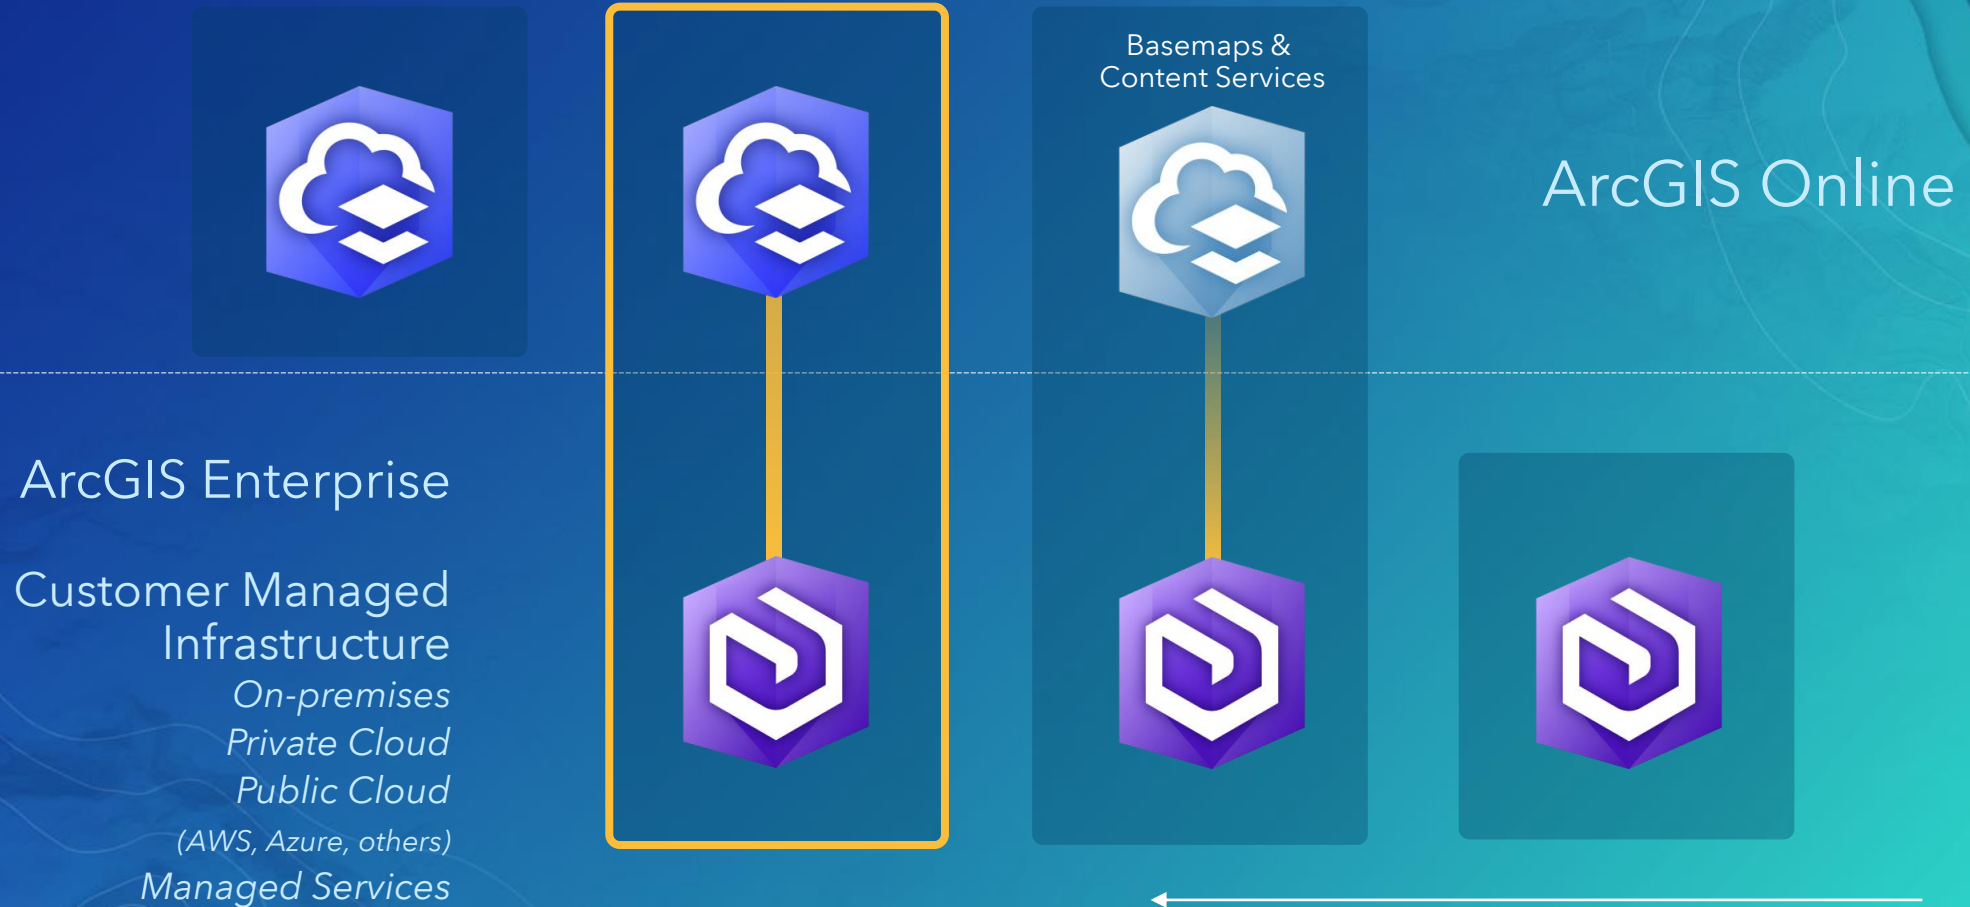 Basemaps &
Content Services
ArcGIS Online
ArcGIS Enterprise
Customer Managed
Infrastructure
On-premises
Private Cloud
Public Cloud
(AWS, Azure, others)
Managed Services